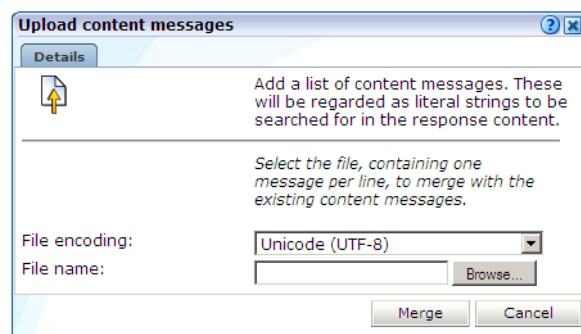 Upload content messages
Details
Add a list of content messages. These
will be regarded as literal strings to be
searched for in the response content.
Select the file, containing one
message per line, to merge with the
existing content messages.
File encoding:
Unicode (UTF-8)
File name:
Browse...
Merge
Cancel